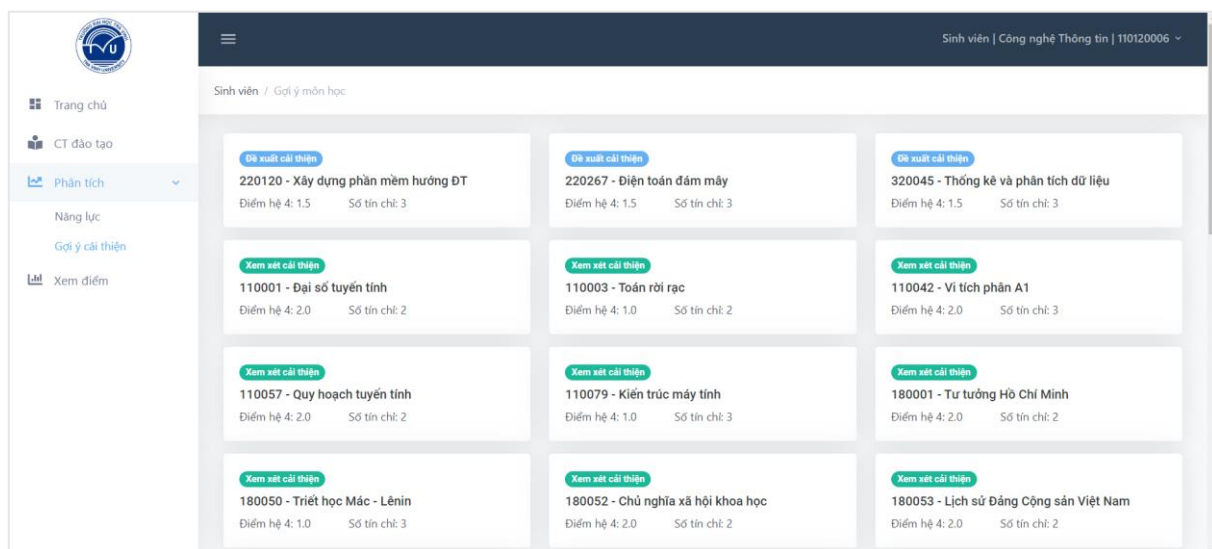 TRƯỜNG ĐẠI HỌC TRÀ VINH
TVU
TRA VINH UNIVERSITY
Sinh viên | Công nghệ Thông tin | 110120006
Sinh viên / Gợi ý môn học
Trang chủ
CT đào tạo
Phân tích
Năng lực
Gợi ý cải thiện
Xem điểm
Đề xuất cải thiện
220120 - Xây dựng phần mềm hướng ĐT
Điểm hệ 4: 1.5 Số tín chỉ: 3
Đề xuất cải thiện
220267 - Điện toán đám mây
Điểm hệ 4: 1.5 Số tín chỉ: 3
Đề xuất cải thiện
320045 - Thống kê và phân tích dữ liệu
Điểm hệ 4: 1.5 Số tín chỉ: 3
Xem xét cải thiện
110001 - Đại số tuyến tính
Điểm hệ 4: 2.0 Số tín chỉ: 2
Xem xét cải thiện
110003 - Toán rời rạc
Điểm hệ 4: 1.0 Số tín chỉ: 2
Xem xét cải thiện
110042 - Vi tích phân A1
Điểm hệ 4: 2.0 Số tín chỉ: 3
Xem xét cải thiện
110057 - Quy hoạch tuyến tính
Điểm hệ 4: 2.0 Số tín chỉ: 2
Xem xét cải thiện
110079 - Kiến trúc máy tính
Điểm hệ 4: 1.0 Số tín chỉ: 3
Xem xét cải thiện
180001 - Tư tưởng Hồ Chí Minh
Điểm hệ 4: 2.0 Số tín chỉ: 2
Xem xét cải thiện
180050 - Triết học Mác - Lênin
Điểm hệ 4: 1.0 Số tín chỉ: 3
Xem xét cải thiện
180052 - Chủ nghĩa xã hội khoa học
Điểm hệ 4: 2.0 Số tín chỉ: 2
Xem xét cải thiện
180053 - Lịch sử Đảng Cộng sản Việt Nam
Điểm hệ 4: 2.0 Số tín chỉ: 2